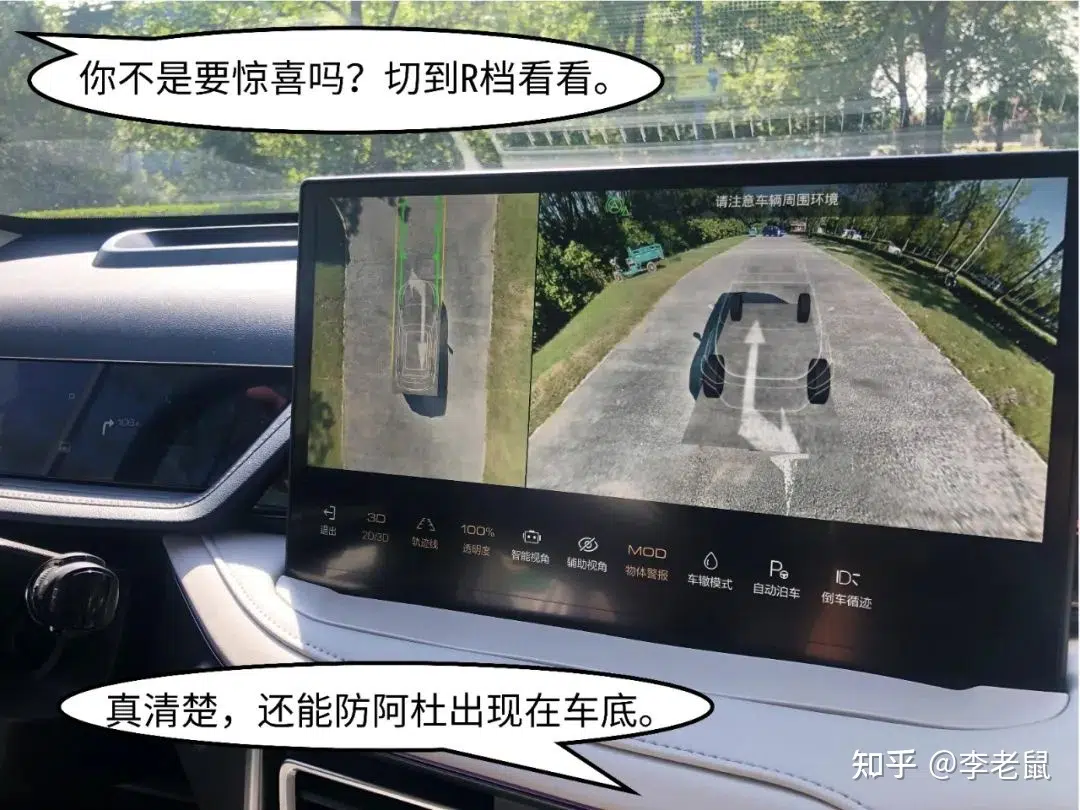 你不是要惊喜吗？切到R档看看。
请注意车辆周围环境
退出
3D
2D/3D
轨迹线
100%
透明度
智能视角
辅助视角
MOD
物体警报
车辙模式
自动泊车
倒车循迹
真清楚，还能防阿杜出现在车底。
知乎 @李老鼠